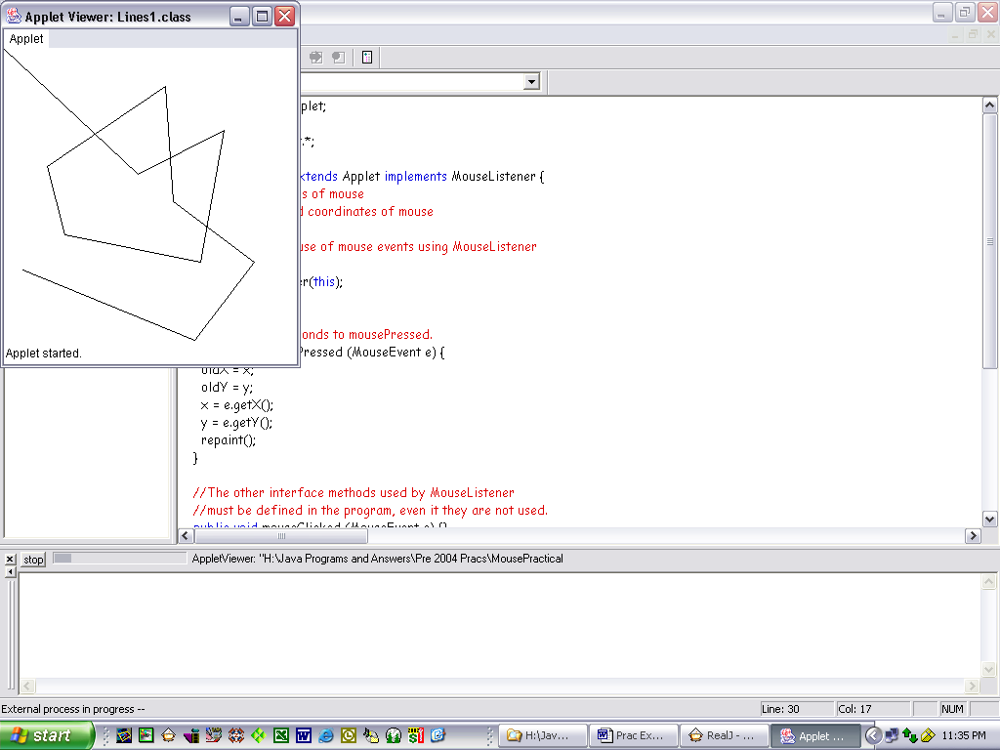 Applet Viewer: Lines1.class
Applet
Applet started.
plet;
.*;
xtends Applet implements MouseListener {
s of mouse
d coordinates of mouse
use of mouse events using MouseListener
er(this);
onds to mousePressed.
Pressed (MouseEvent e) {
oldX = x;
oldY = y;
x = e.getX();
y = e.getY();
repaint();
}
//The other interface methods used by MouseListener
//must be defined in the program, even it they are not used.
public void mouseClicked (MouseEvent e) {}
stop
AppletViewer: "H:\Java Programs and Answers\Pre 2004 Pracs\MousePractical
External process in progress --
Line: 30
Col: 17
NUM
start
H:\Jav...
Prac Ex...
RealJ - ...
Applet ...
11:35 PM